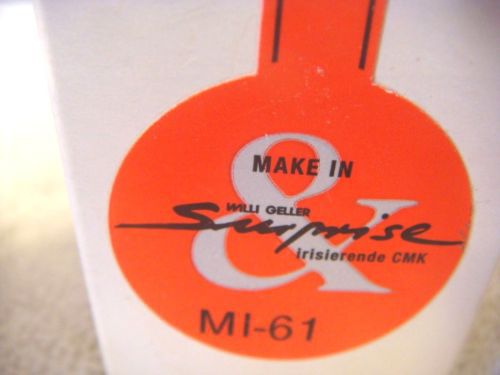 &
MAKE IN
WILLI GELLER
Surprise
irisierende CMK
MI-61